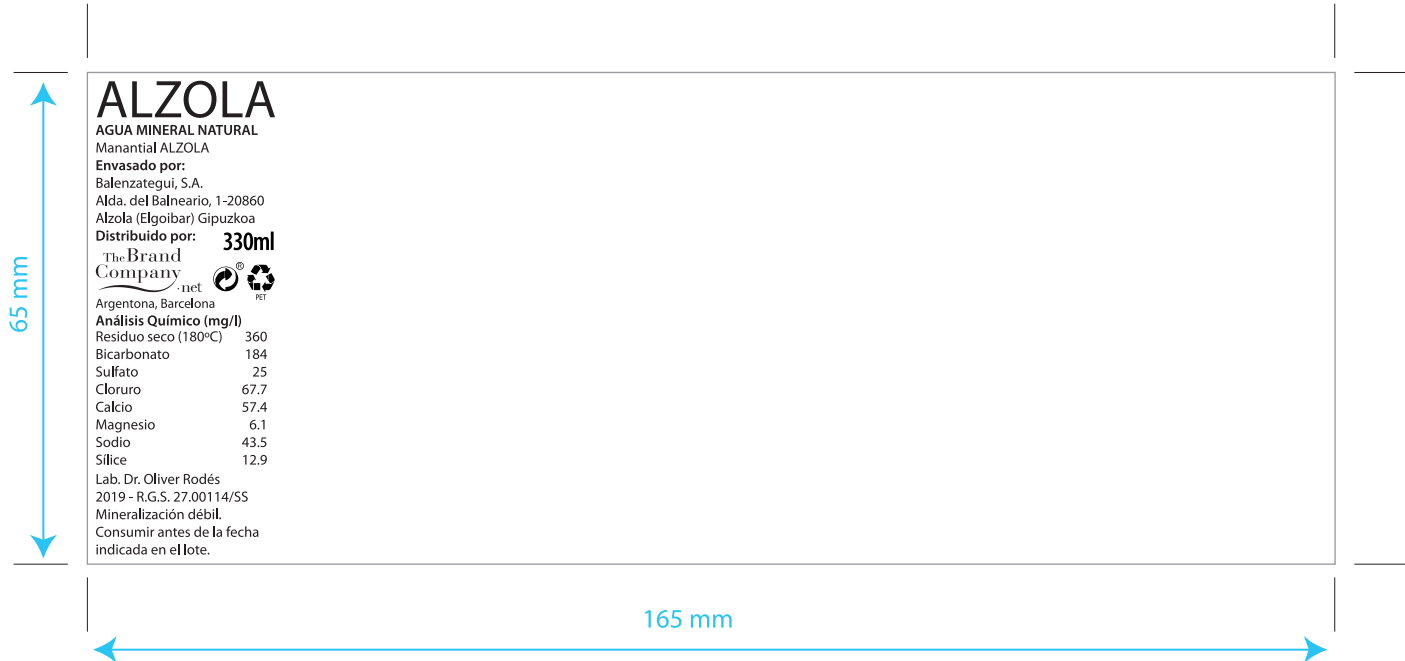 ALZOLA
AGUA MINERAL NATURAL
Manantial ALZOLA
Envasado por:
Balenzategui, S.A.
Alda. del Balneario, 1-20860
Alzola (Elgoibar) Gipuzkoa
Distribuido por:
330ml
The Brand
Company
.net
®
PET
Argentona, Barcelona
Análisis Químico (mg/l)
Residuo seco (180ºC) 360
Bicarbonato 184
Sulfato 25
Cloruro 67.7
Calcio 57.4
Magnesio 6.1
Sodio 43.5
Sílice 12.9
Lab. Dr. Oliver Rodés
2019 - R.G.S. 27.00114/SS
Mineralización débil.
Consumir antes de la fecha
indicada en el lote.
65 mm
165 mm